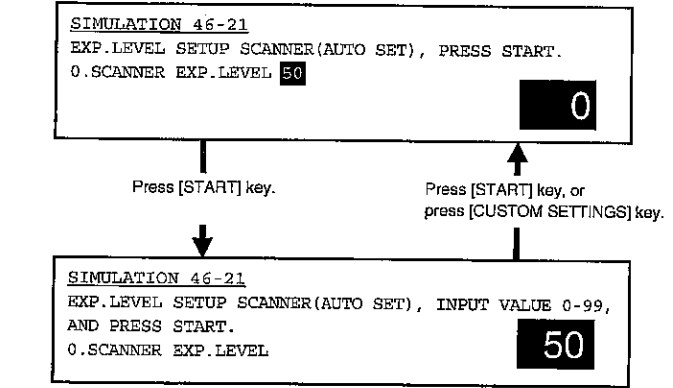 SIMULATION 46-21
EXP.LEVEL SETUP SCANNER(AUTO SET), PRESS START.
0.SCANNER EXP.LEVEL 50
0
Press [START] key.
Press [START] key, or
press [CUSTOM SETTINGS] key.
SIMULATION 46-21
EXP.LEVEL SETUP SCANNER(AUTO SET), INPUT VALUE 0-99,
AND PRESS START.
0.SCANNER EXP.LEVEL
50